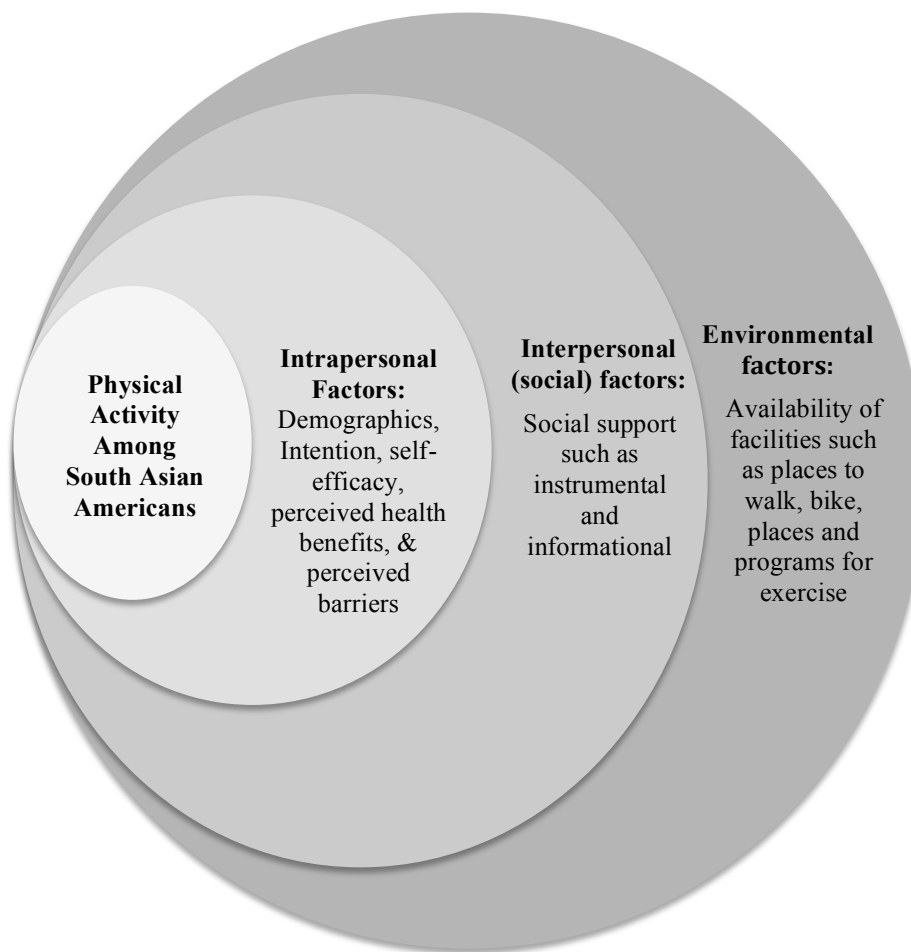 Physical
Activity
Among
South Asian
Americans
Intrapersonal
Factors:
Demographics,
Intention, self-
efficacy,
perceived health
benefits, &
perceived
barriers
Interpersonal
(social) factors:
Social support
such as
instrumental
and
informational
Environmental
factors:
Availability of
facilities such
as places to
walk, bike,
places and
programs for
exercise